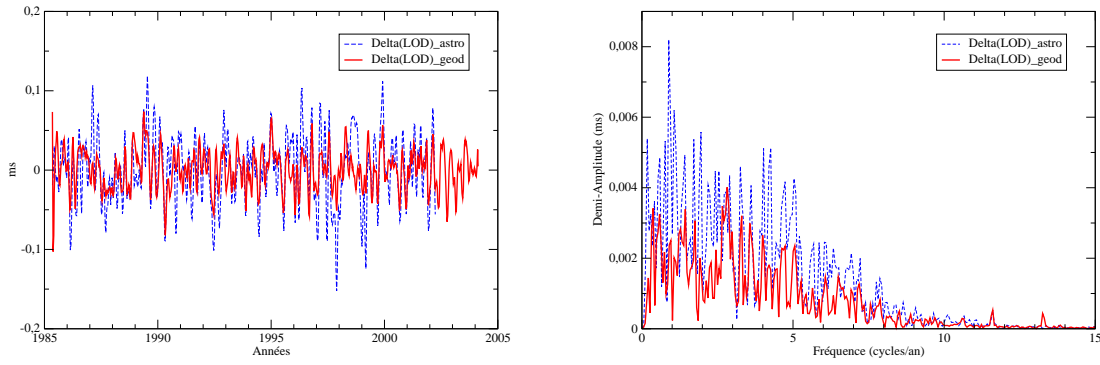 0,2
0,1
0
-0,1
-0,2
ms
1985
1990
1995
2000
2005
Années
Delta(LOD)_astro
Delta(LOD)_geod
0,008
0,006
0,004
0,002
0
Demi-Amplitude (ms)
0
5
10
15
Fréquence (cycles/an)
Delta(LOD)_astro
Delta(LOD)_geod